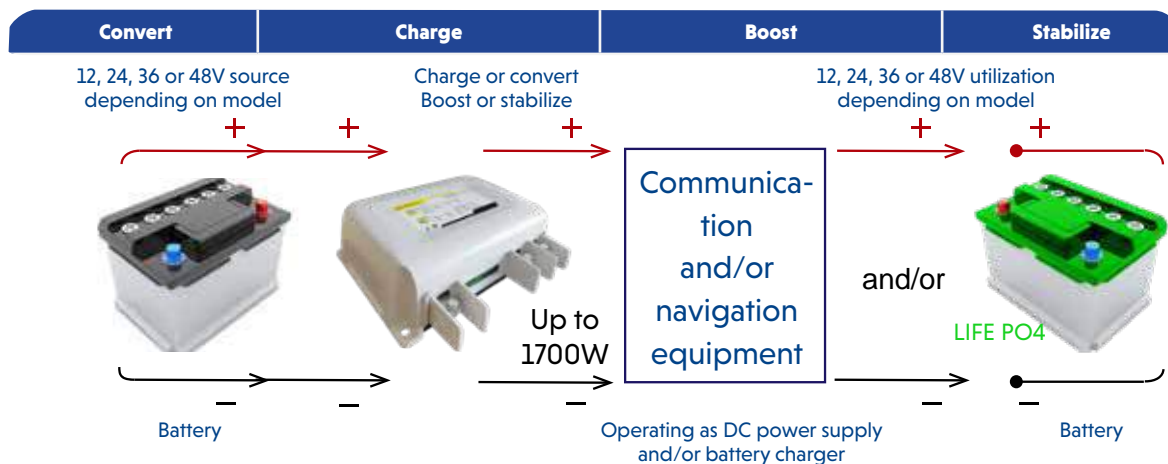 Convert
Charge
Boost
Stabilize
12, 24, 36 or 48V source
depending on model
Charge or convert
Boost or stabilize
12, 24, 36 or 48V utilization
depending on model
+ + + + +
Communica-
tion
and/or
navigation
equipment
and/or
Up to
1700W
LIFE PO4
– – – – –
Battery
Operating as DC power supply
and/or battery charger
Battery